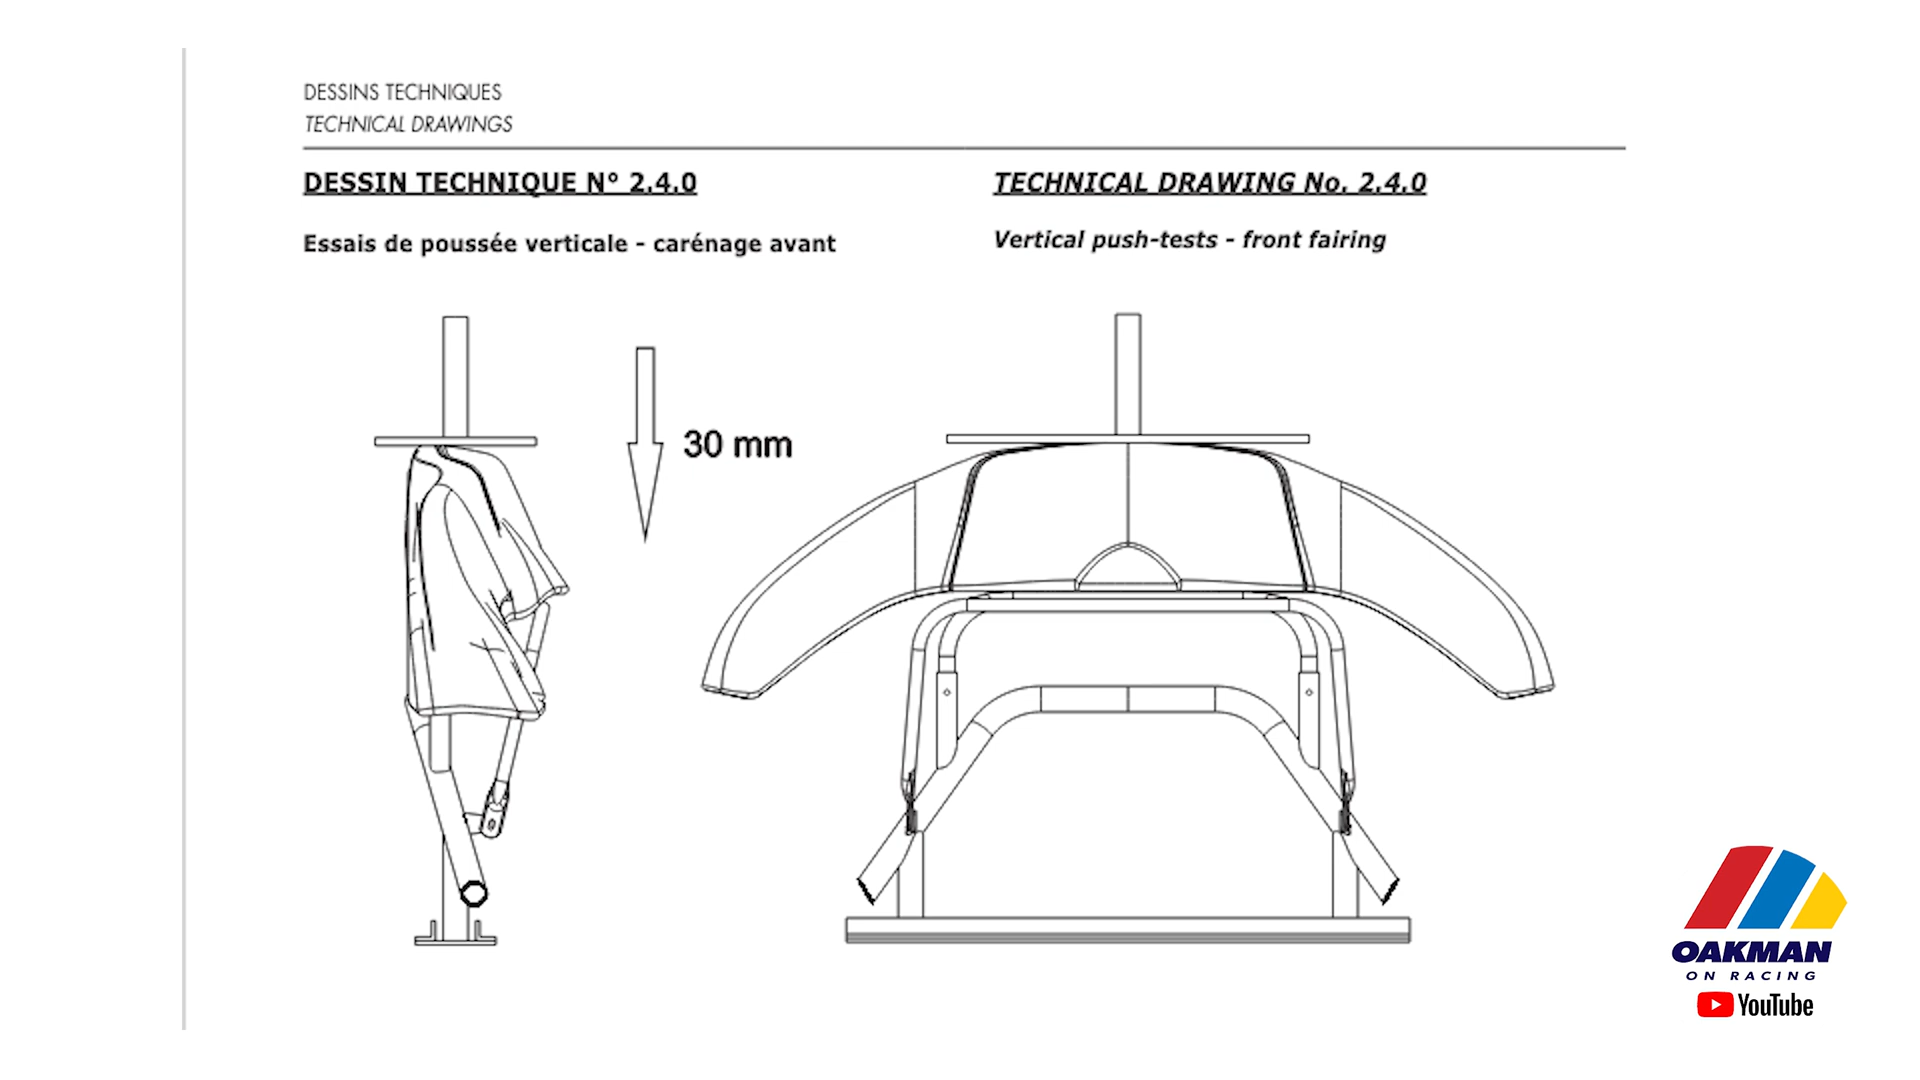 DESSINS TECHNIQUES
TECHNICAL DRAWINGS
DESSIN TECHNIQUE N° 2.4.0
TECHNICAL DRAWING No. 2.4.0
Essais de poussée verticale - carénage avant
Vertical push-tests - front fairing
30 mm
OAKMAN
ON RACING
YouTube